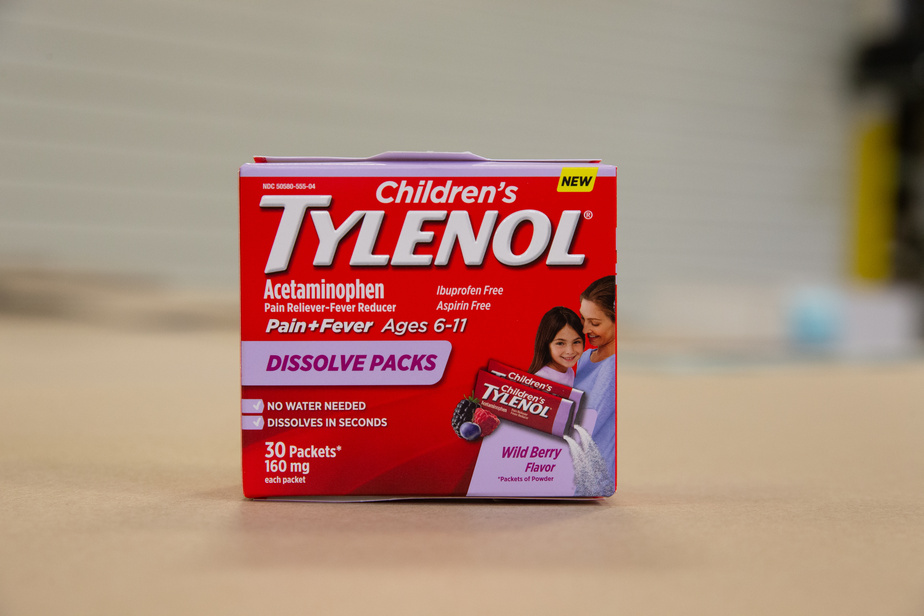 NDC 50580-555-04
NEW
Children's
TYLENOL®
Acetaminophen
Pain Reliever-Fever Reducer
Ibuprofen Free
Aspirin Free
Pain+Fever Ages 6-11
DISSOLVE PACKS
NO WATER NEEDED
DISSOLVES IN SECONDS
30 Packets*
160 mg
each packet
Children's
Children's
TYLENOL
Acetaminophen
Wild Berry
Flavor
*Packets of Powder